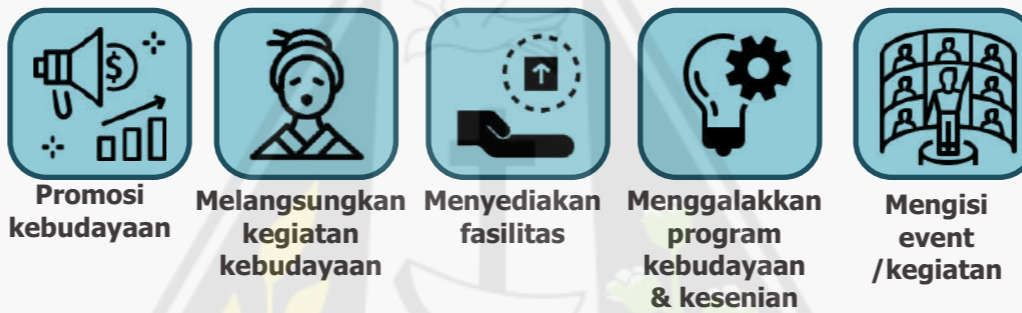 Promosi
kebudayaan
Melangsungkan
kegiatan
kebudayaan
Menyediakan
fasilitas
Menggalakkan
program
kebudayaan
& kesenian
Mengisi
event
/kegiatan
$